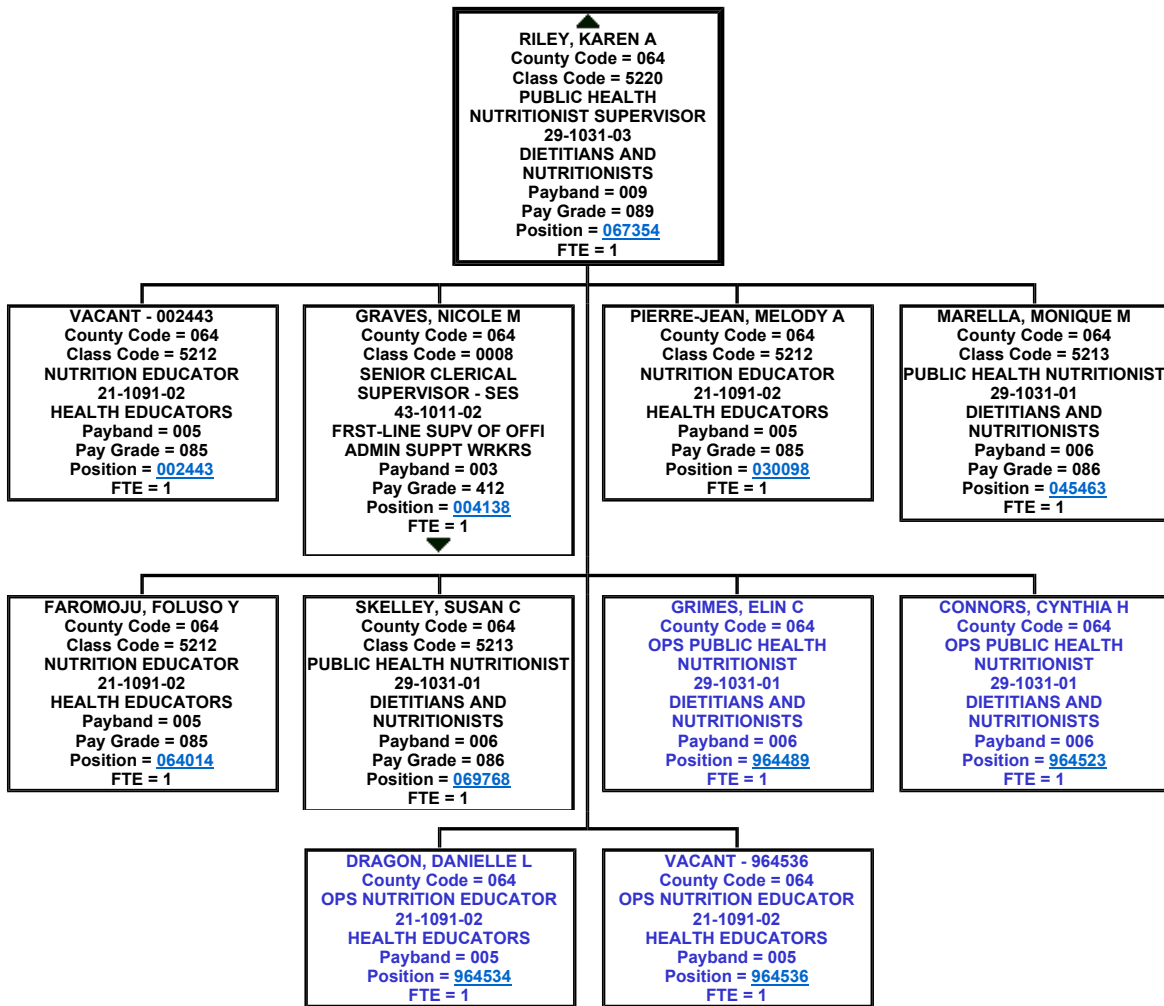 RILEY, KAREN A
County Code = 064
Class Code = 5220
PUBLIC HEALTH
NUTRITIONIST SUPERVISOR
29-1031-03
DIETITIANS AND
NUTRITIONISTS
Payband = 009
Pay Grade = 089
Position = 067354
FTE = 1
VACANT - 002443
County Code = 064
Class Code = 5212
NUTRITION EDUCATOR
21-1091-02
HEALTH EDUCATORS
Payband = 005
Pay Grade = 085
Position = 002443
FTE = 1
GRAVES, NICOLE M
County Code = 064
Class Code = 0008
SENIOR CLERICAL
SUPERVISOR - SES
43-1011-02
FRST-LINE SUPV OF OFFI
ADMIN SUPPT WRKRS
Payband = 003
Pay Grade = 412
Position = 004138
FTE = 1
PIERRE-JEAN, MELODY A
County Code = 064
Class Code = 5212
NUTRITION EDUCATOR
21-1091-02
HEALTH EDUCATORS
Payband = 005
Pay Grade = 085
Position = 030098
FTE = 1
MARELLA, MONIQUE M
County Code = 064
Class Code = 5213
PUBLIC HEALTH NUTRITIONIST
29-1031-01
DIETITIANS AND
NUTRITIONISTS
Payband = 006
Pay Grade = 086
Position = 045463
FTE = 1
FAROMOJU, FOLUSO Y
County Code = 064
Class Code = 5212
NUTRITION EDUCATOR
21-1091-02
HEALTH EDUCATORS
Payband = 005
Pay Grade = 085
Position = 064014
FTE = 1
SKELLEY, SUSAN C
County Code = 064
Class Code = 5213
PUBLIC HEALTH NUTRITIONIST
29-1031-01
DIETITIANS AND
NUTRITIONISTS
Payband = 006
Pay Grade = 086
Position = 069768
FTE = 1
GRIMES, ELIN C
County Code = 064
OPS PUBLIC HEALTH
NUTRITIONIST
29-1031-01
DIETITIANS AND
NUTRITIONISTS
Payband = 006
Position = 964489
FTE = 1
CONNORS, CYNTHIA H
County Code = 064
OPS PUBLIC HEALTH
NUTRITIONIST
29-1031-01
DIETITIANS AND
NUTRITIONISTS
Payband = 006
Position = 964523
FTE = 1
DRAGON, DANIELLE L
County Code = 064
OPS NUTRITION EDUCATOR
21-1091-02
HEALTH EDUCATORS
Payband = 005
Position = 964534
FTE = 1
VACANT - 964536
County Code = 064
OPS NUTRITION EDUCATOR
21-1091-02
HEALTH EDUCATORS
Payband = 005
Position = 964536
FTE = 1